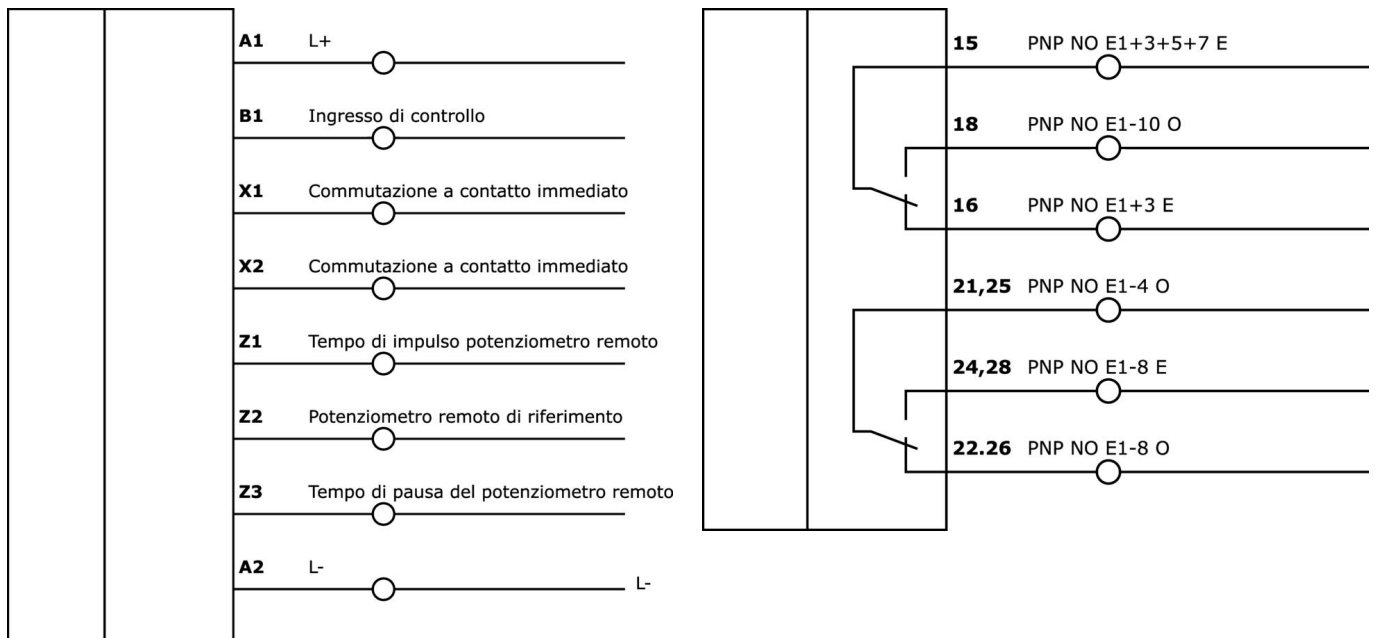 A1 L+
B1 Ingresso di controllo
X1 Commutazione a contatto immediato
X2 Commutazione a contatto immediato
Z1 Tempo di impulso potenziometro remoto
Z2 Potenziometro remoto di riferimento
Z3 Tempo di pausa del potenziometro remoto
A2 L-
L-
15 PNP NO E1+3+5+7 E
18 PNP NO E1-10 O
16 PNP NO E1+3 E
21,25 PNP NO E1-4 O
24,28 PNP NO E1-8 E
22.26 PNP NO E1-8 O